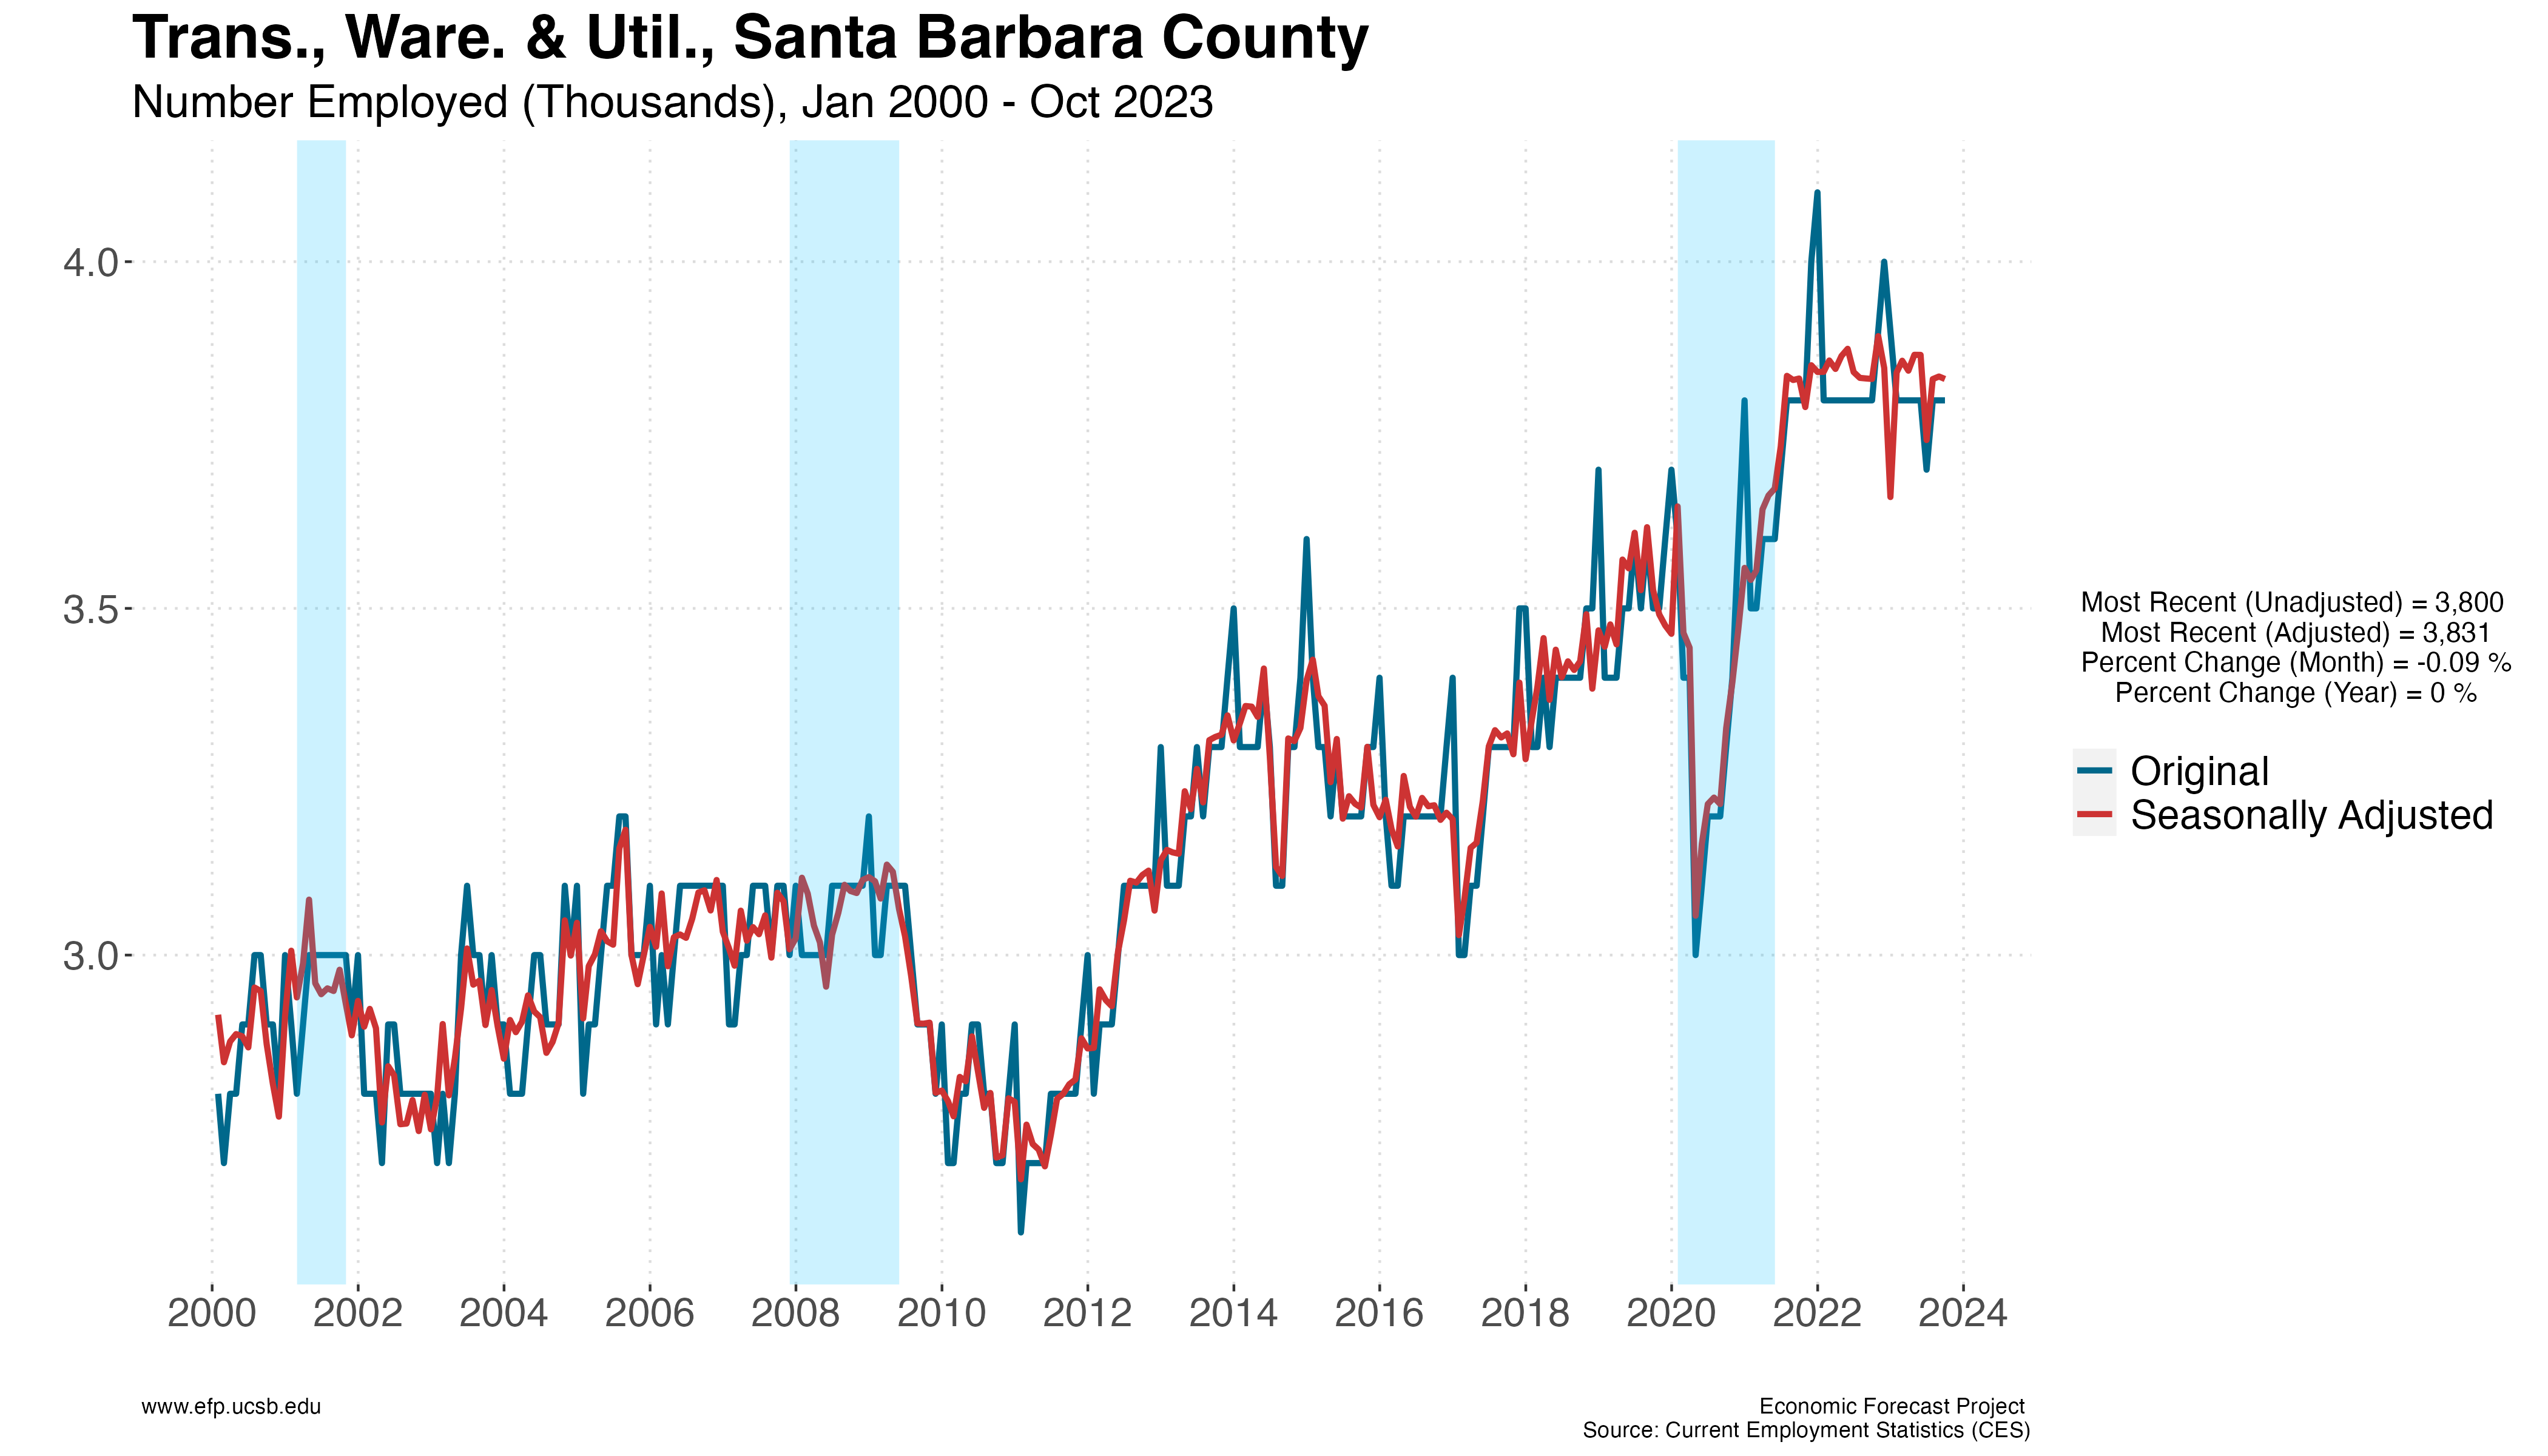 Trans., Ware. & Util., Santa Barbara County
Number Employed (Thousands), Jan 2000 - Oct 2023
4.0
3.5
3.0
2000 2002 2004 2006 2008 2010 2012 2014 2016 2018 2020 2022 2024
Most Recent (Unadjusted) = 3,800
Most Recent (Adjusted) = 3,831
Percent Change (Month) = -0.09 %
Percent Change (Year) = 0 %
Original
Seasonally Adjusted
www.efp.ucsb.edu
Economic Forecast Project
Source: Current Employment Statistics (CES)